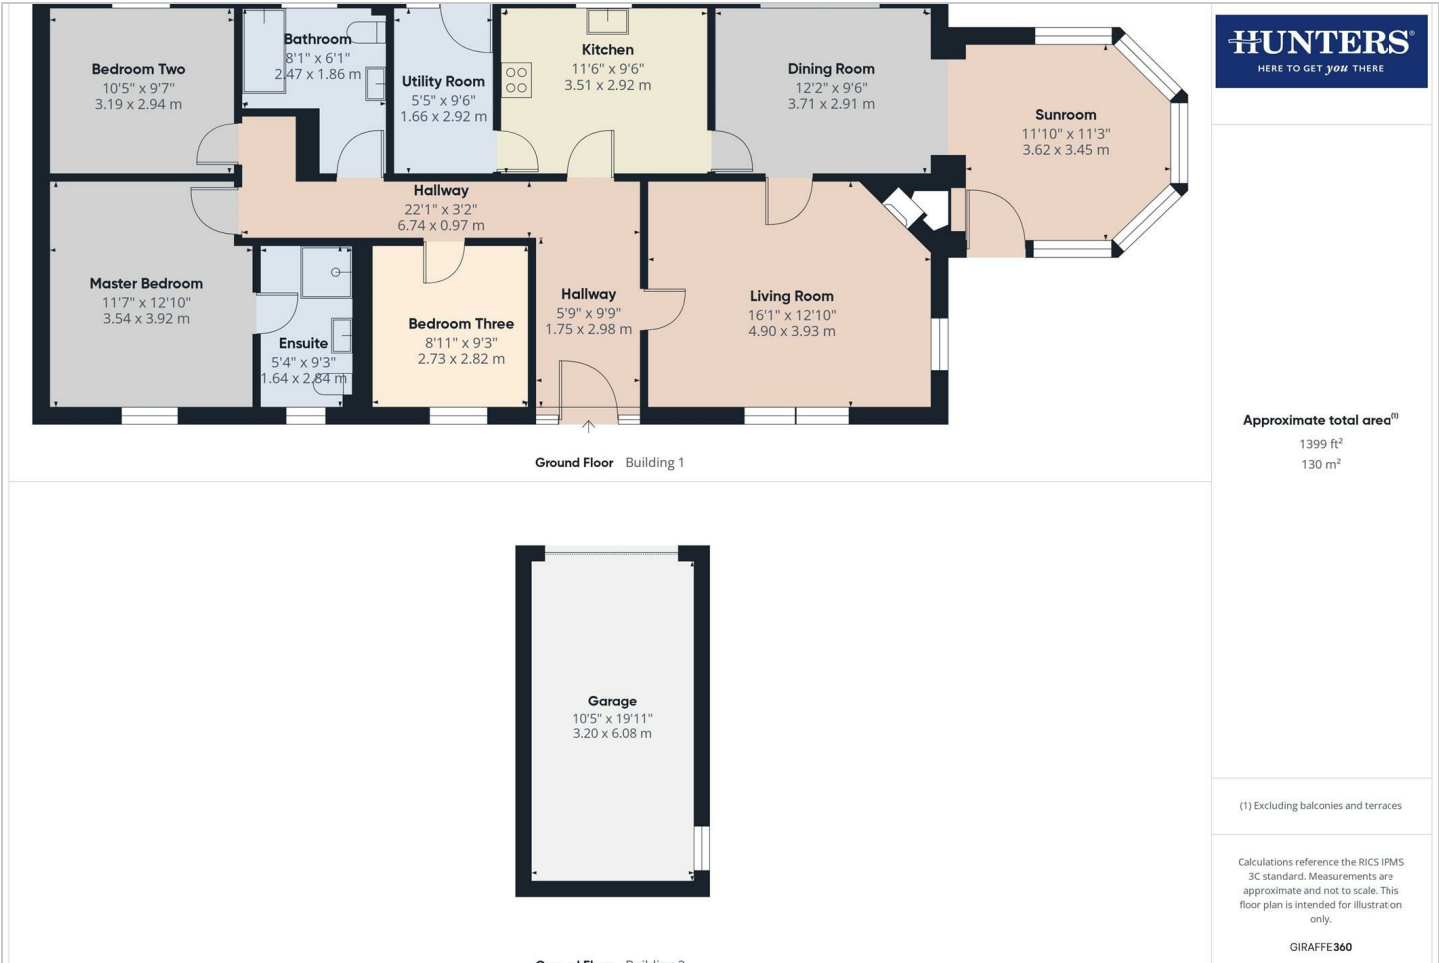 Bedroom Two
10'5" x 9'7"
3.19 x 2.94 m
Bathroom
8'1" x 6'1"
2.47 x 1.86 m
Utility Room
5'5" x 9'6"
1.66 x 2.92 m
Kitchen
11'6" x 9'6"
3.51 x 2.92 m
Dining Room
12'2" x 9'6"
3.71 x 2.91 m
Sunroom
11'10" x 11'3"
3.62 x 3.45 m
Hallway
22'1" x 3'2"
6.74 x 0.97 m
Master Bedroom
11'7" x 12'10"
3.54 x 3.92 m
Ensuite
5'4" x 9'3"
1.64 x 2.84 m
Bedroom Three
8'11" x 9'3"
2.73 x 2.82 m
Hallway
5'9" x 9'9"
1.75 x 2.98 m
Living Room
16'1" x 12'10"
4.90 x 3.93 m
Ground Floor Building 1
Garage
10'5" x 19'11"
3.20 x 6.08 m
Ground Floor Building 2
HUNTERS®
HERE TO GET you THERE
Approximate total area(1)
1399 ft²
130 m²
(1) Excluding balconies and terraces
Calculations reference the RICS IPMS
3C standard. Measurements are
approximate and not to scale. This
floor plan is intended for illustration
only.
GIRAFFE360